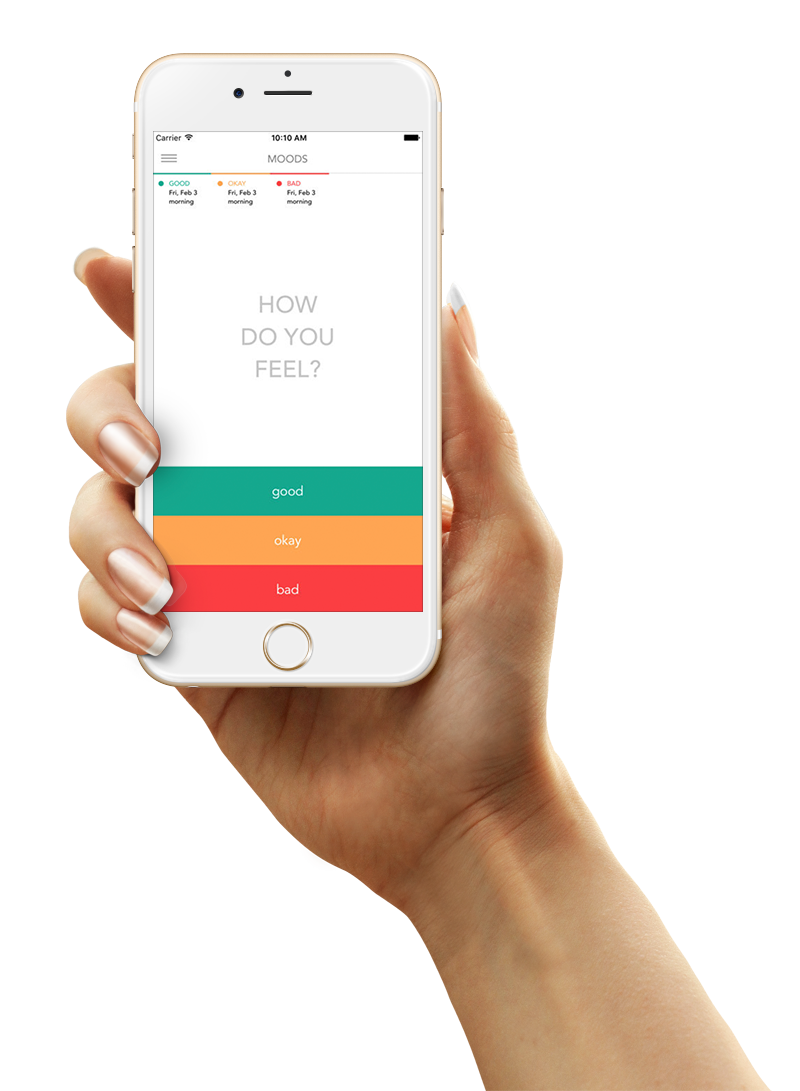 Carrier 10:10 AM
MOODS
GOOD OKAY BAD
Fri, Feb 3 Fri, Feb 3 Fri, Feb 3
morning morning morning
HOW
DO YOU
FEEL?
good
okay
bad